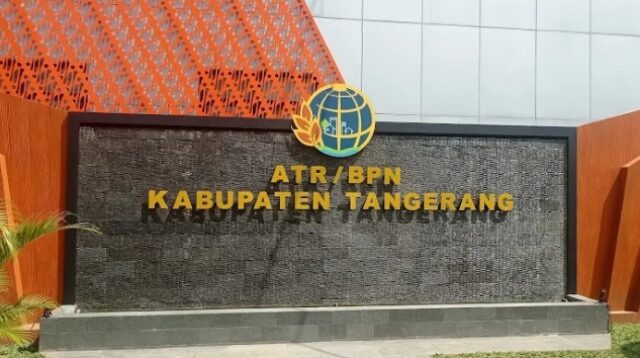 ATR/BPN
KABUPATEN TANGERANG